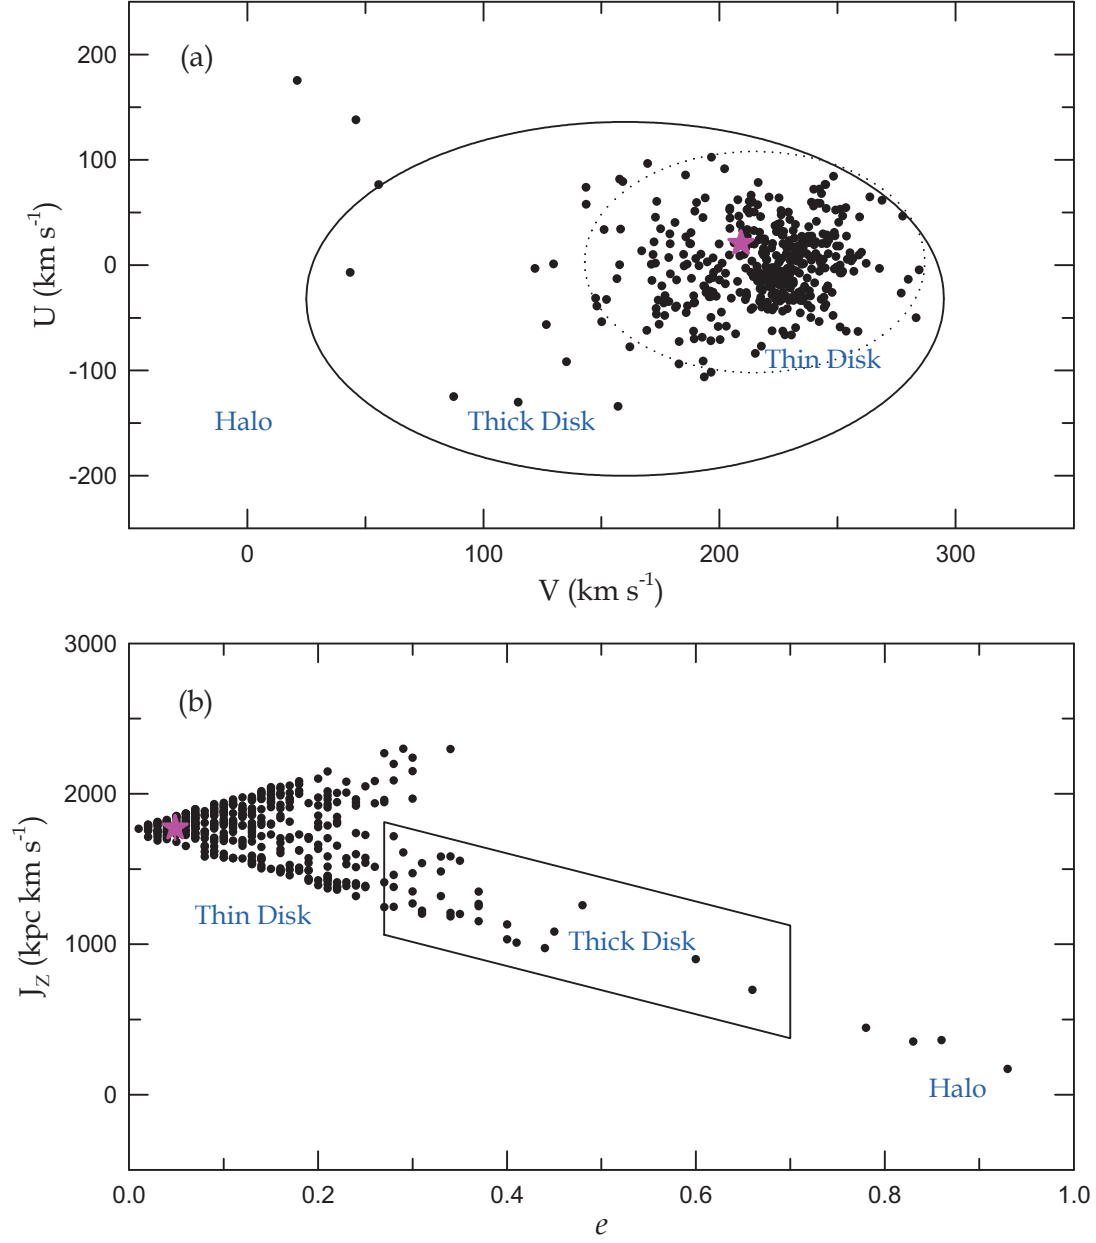 (a)
200
100
0
-100
-200
U (km s⁻¹)
Thin Disk
Halo
Thick Disk
0
100
200
300
V (km s⁻¹)
(b)
3000
2000
1000
0
J_Z (kpc km s⁻¹)
Thin Disk
Thick Disk
Halo
0.0
0.2
0.4
0.6
0.8
1.0
e